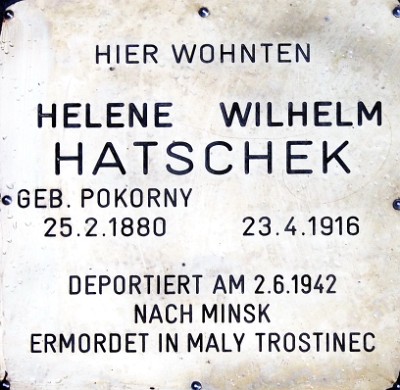 HIER WOHNTEN
HELENE WILHELM
HATSCHEK
GEB. POKORNY
25.2.1880 23.4.1916
DEPORTIERT AM 2.6.1942
NACH MINSK
ERMORDET IN MALY TROSTINEC